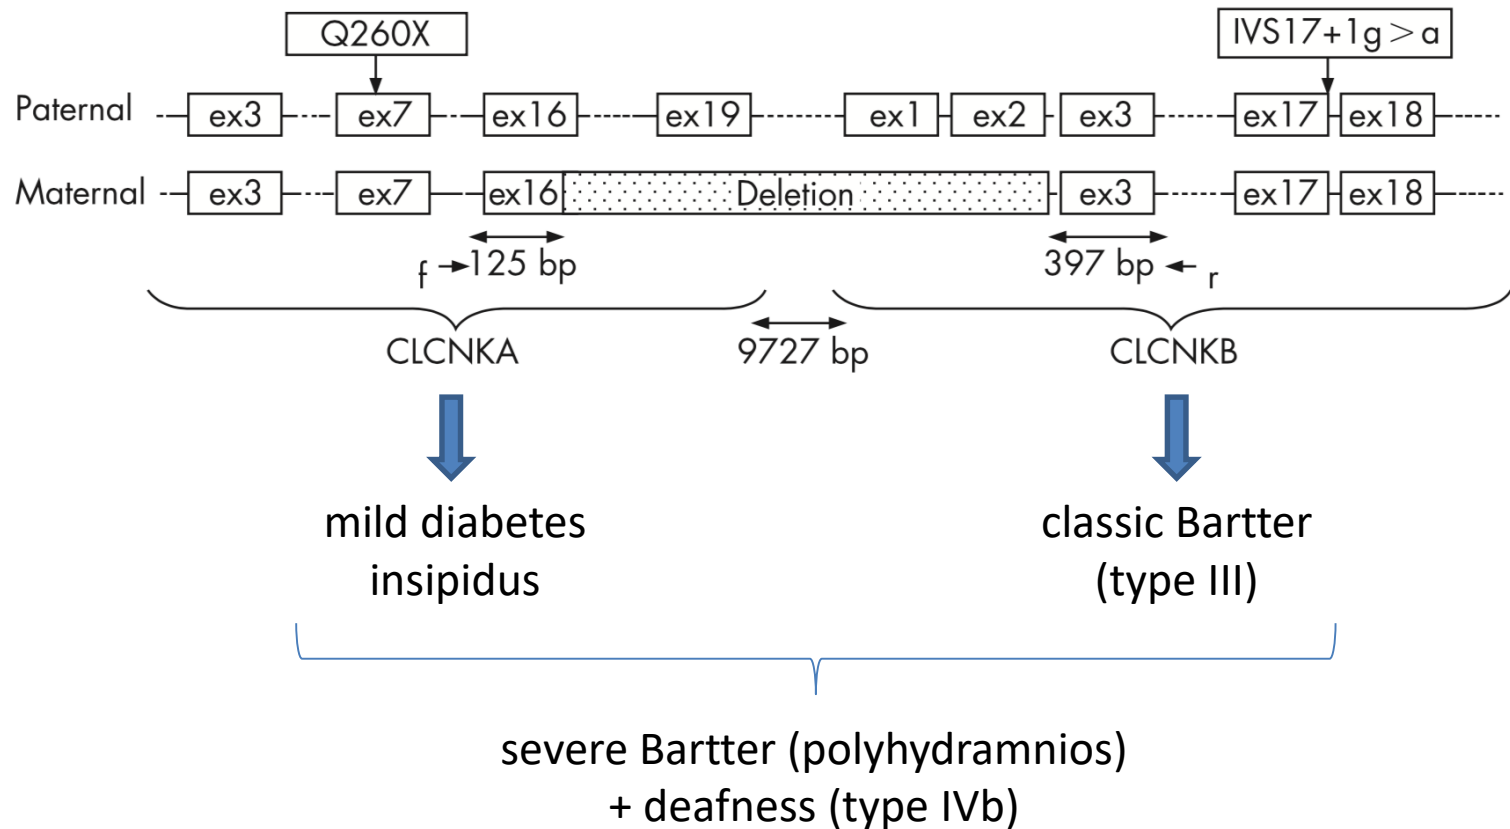 Q260X
IVS17+1g > a
Paternal ex3 ex7 ex16 ex19 ex1 ex2 ex3 ex17 ex18
Maternal ex3 ex7 ex16 Deletion ex3 ex17 ex18
f 125 bp 397 bp r
CLCNKA 9727 bp CLCNKB
mild diabetes
insipidus
classic Bartter
(type III)
severe Bartter (polyhydramnios)
+ deafness (type IVb)